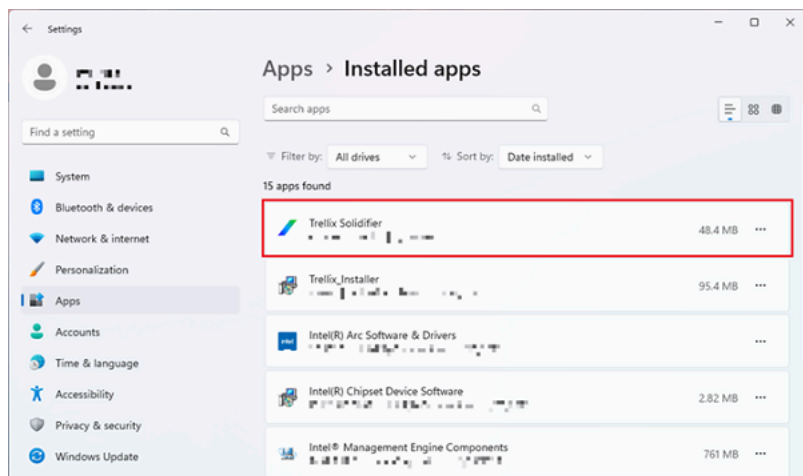 Settings
Apps > Installed apps
Search apps
Find a setting
Filter by: All drives
Sort by: Date installed
15 apps found
System
Bluetooth & devices
Network & internet
Personalization
Apps
Accounts
Time & language
Accessibility
Privacy & security
Windows Update
Trellix Solidifier
48.4 MB
Trellix_Installer
95.4 MB
Intel(R) Arc Software & Drivers
intel
Intel(R) Chipset Device Software
2.82 MB
Intel® Management Engine Components
761 MB